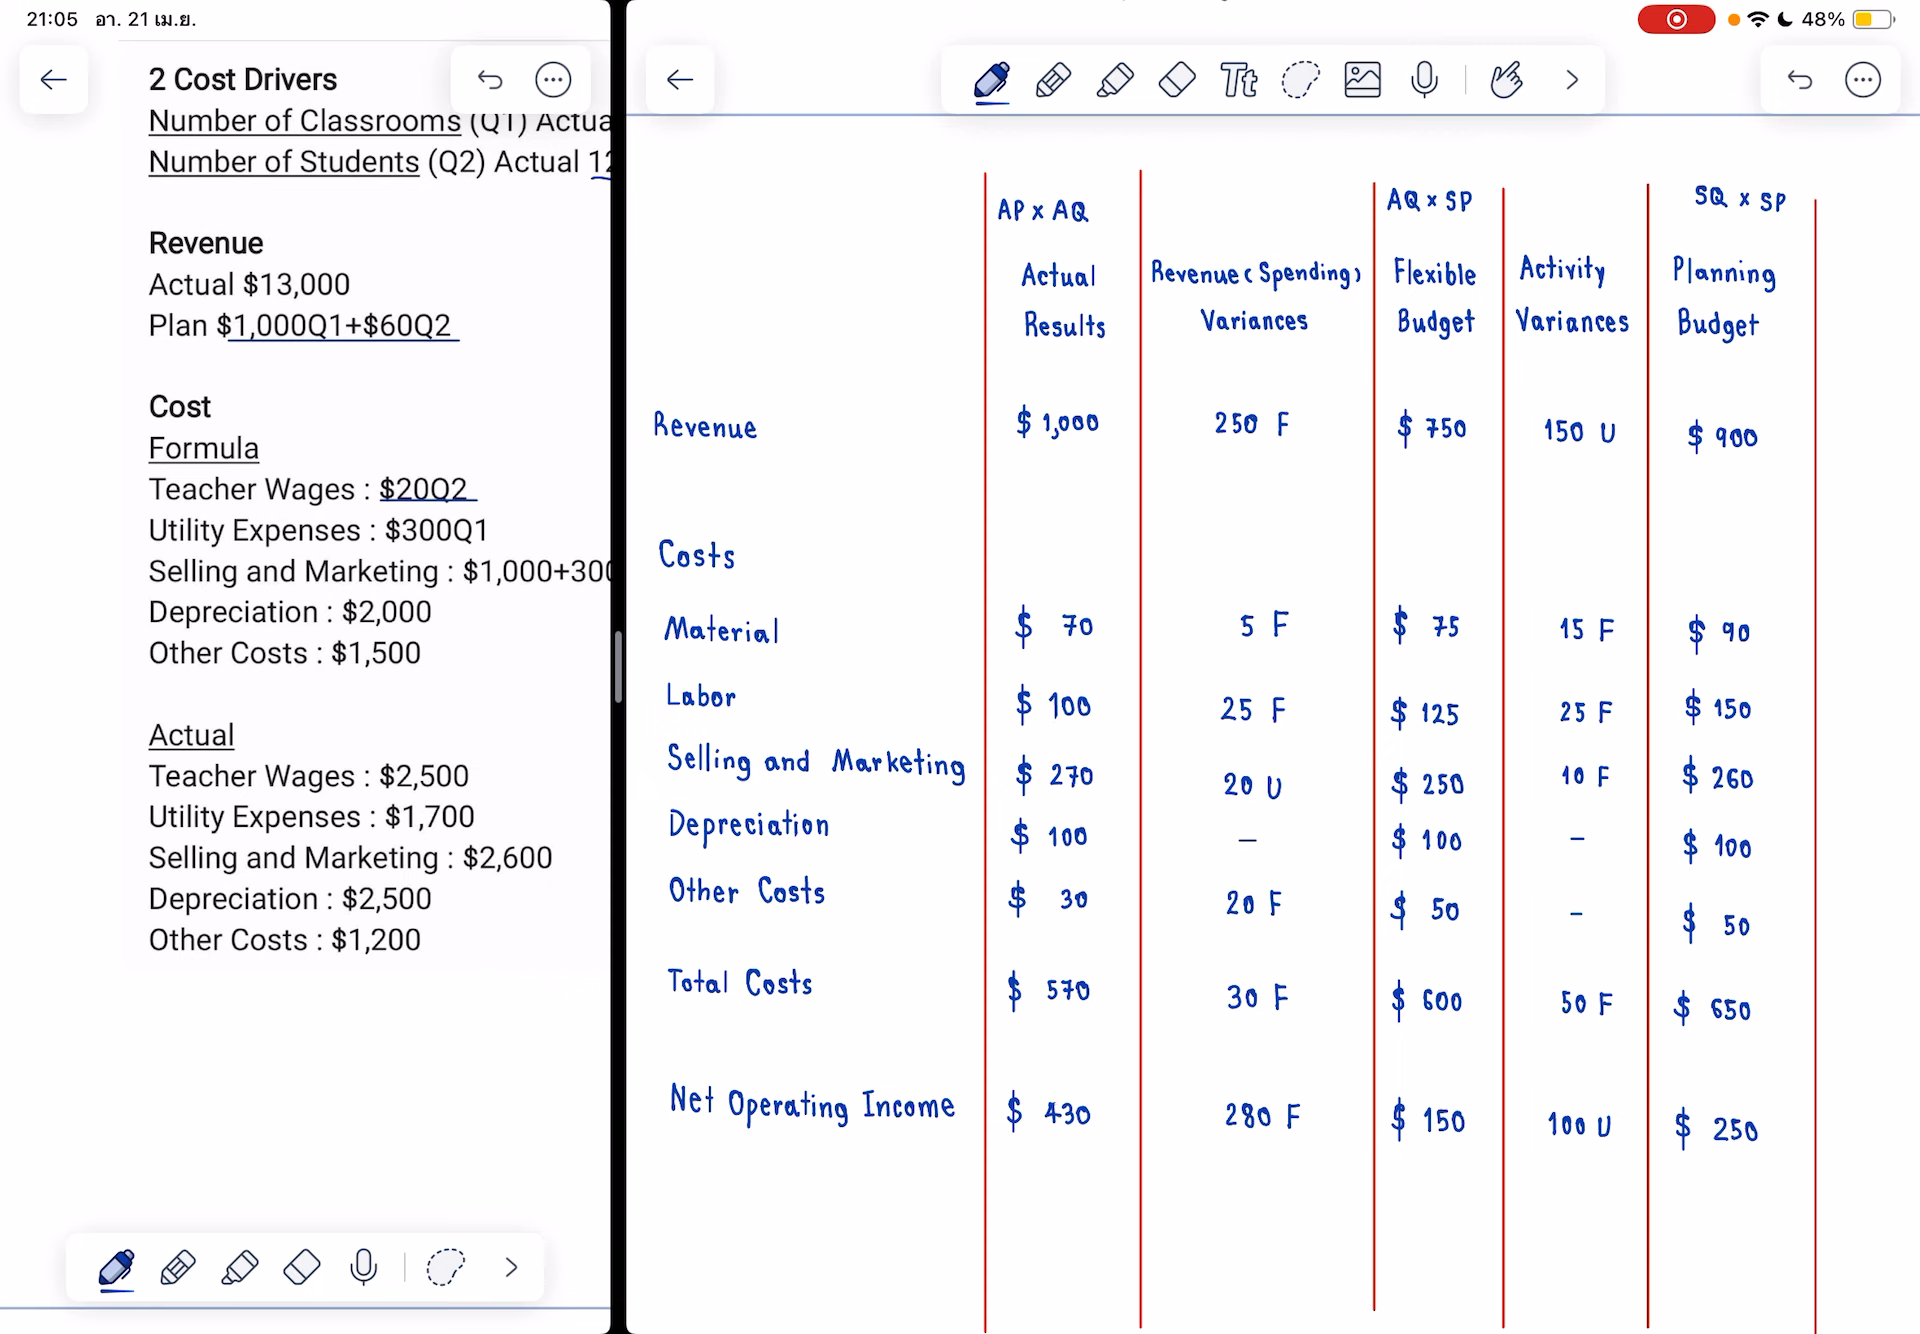 21:05 อา. 21 เม.ย.
48%
2 Cost Drivers
Number of Classrooms (Q1)
Number of Students (Q2) Actual
Revenue
Actual $13,000
Plan $1,000Q1+$60Q2
Cost
Formula
Teacher Wages : $20Q2
Utility Expenses : $300Q1
Selling and Marketing : $1,000+300
Depreciation : $2,000
Other Costs : $1,500
Actual
Teacher Wages : $2,500
Utility Expenses : $1,700
Selling and Marketing : $2,600
Depreciation : $2,500
Other Costs : $1,200
Tt
AP x AQ AQ x SP SQ x SP
Actual Revenue (Spending) Flexible Activity Planning
Results Variances Budget Variances Budget
Revenue $ 1,000 250 F $ 750 150 U $ 900
Costs
Material $ 70 5 F $ 75 15 F $ 90
Labor $ 100 25 F $ 125 25 F $ 150
Selling and Marketing $ 270 20 U $ 250 10 F $ 260
Depreciation $ 100 – $ 100 – $ 100
Other Costs $ 30 20 F $ 50 – $ 50
Total Costs $ 570 30 F $ 600 50 F $ 650
Net Operating Income $ 430 280 F $ 150 100 U $ 250